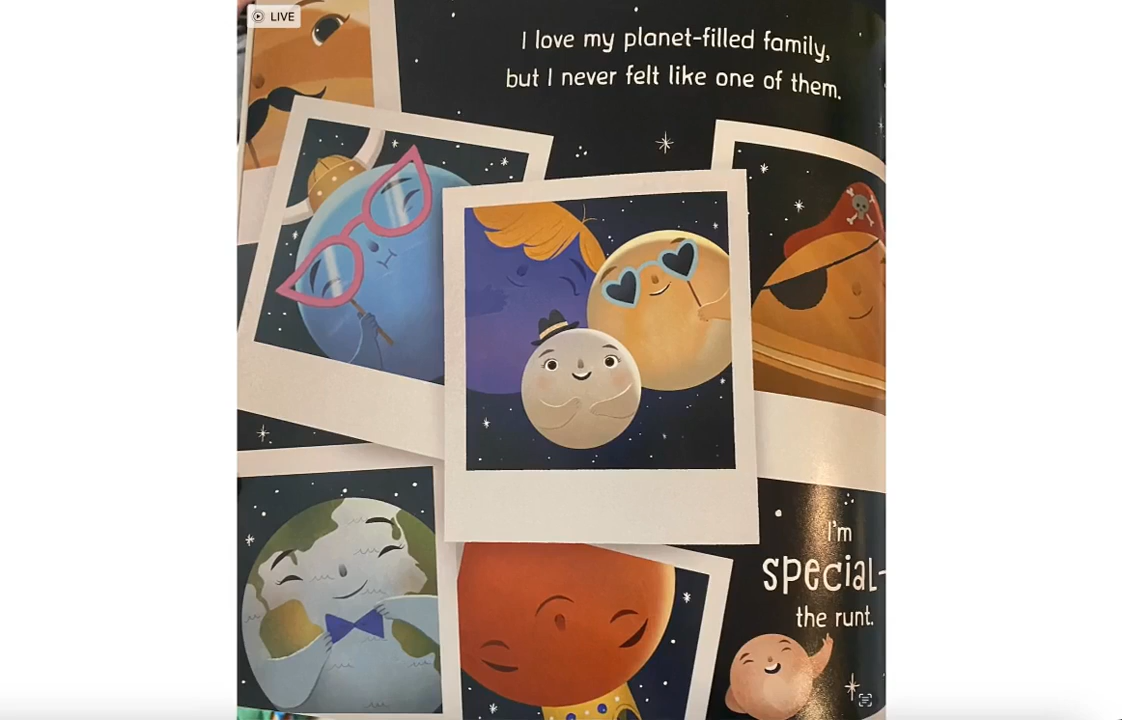 LIVE
I love my planet-filled family,
but I never felt like one of them.
I'm
special-
the runt.